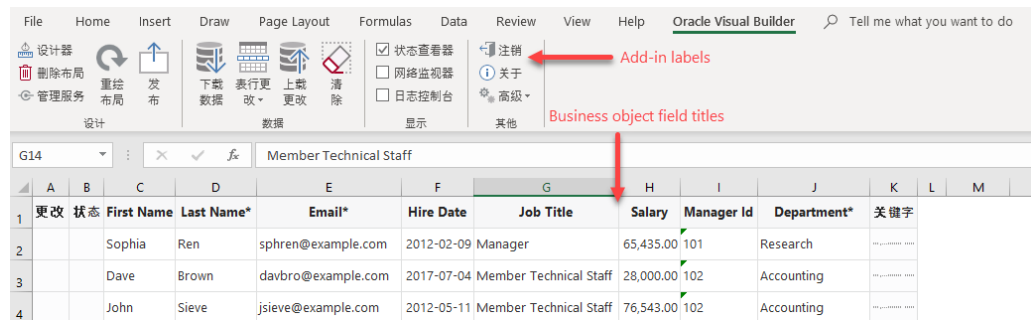 File Home Insert Draw Page Layout Formulas Data Review View Help Oracle Visual Builder Tell me what you want to do
设计器
删除布局
管理服务
重绘
布局
发
布
设计
下载
数据
表行更
改
上载
更改
清
除
数据
状态查看器
网络监视器
日志控制台
显示
注销
关于
高级
其他
Add-in labels
Business object field titles
G14 fx Member Technical Staff
A B C D E F G H I J K L M
1 更改 状态 First Name Last Name* Email* Hire Date Job Title Salary Manager Id Department* 关键字
2 Sophia Ren sphren@example.com 2012-02-09 Manager 65,435.00 101 Research
3 Dave Brown davbro@example.com 2017-07-04 Member Technical Staff 28,000.00 102 Accounting
4 John Sieve jsieve@example.com 2012-05-11 Member Technical Staff 76,543.00 102 Accounting